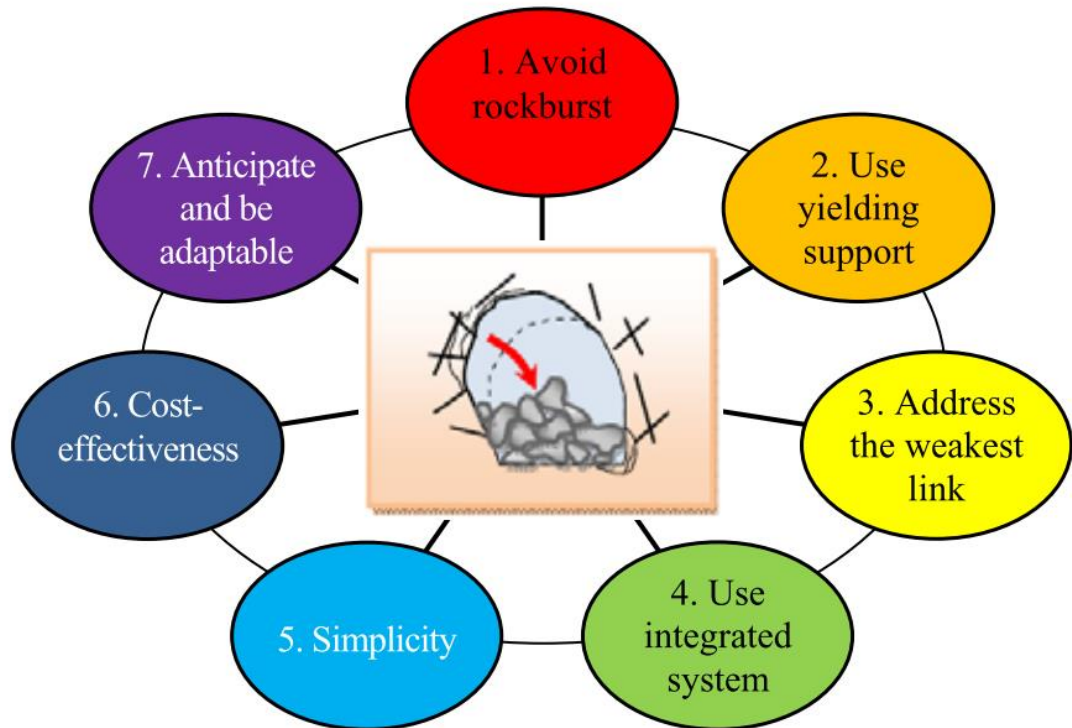 1. Avoid
rockburst
2. Use
yielding
support
3. Address
the weakest
link
4. Use
integrated
system
5. Simplicity
6. Cost-
effectiveness
7. Anticipate
and be
adaptable